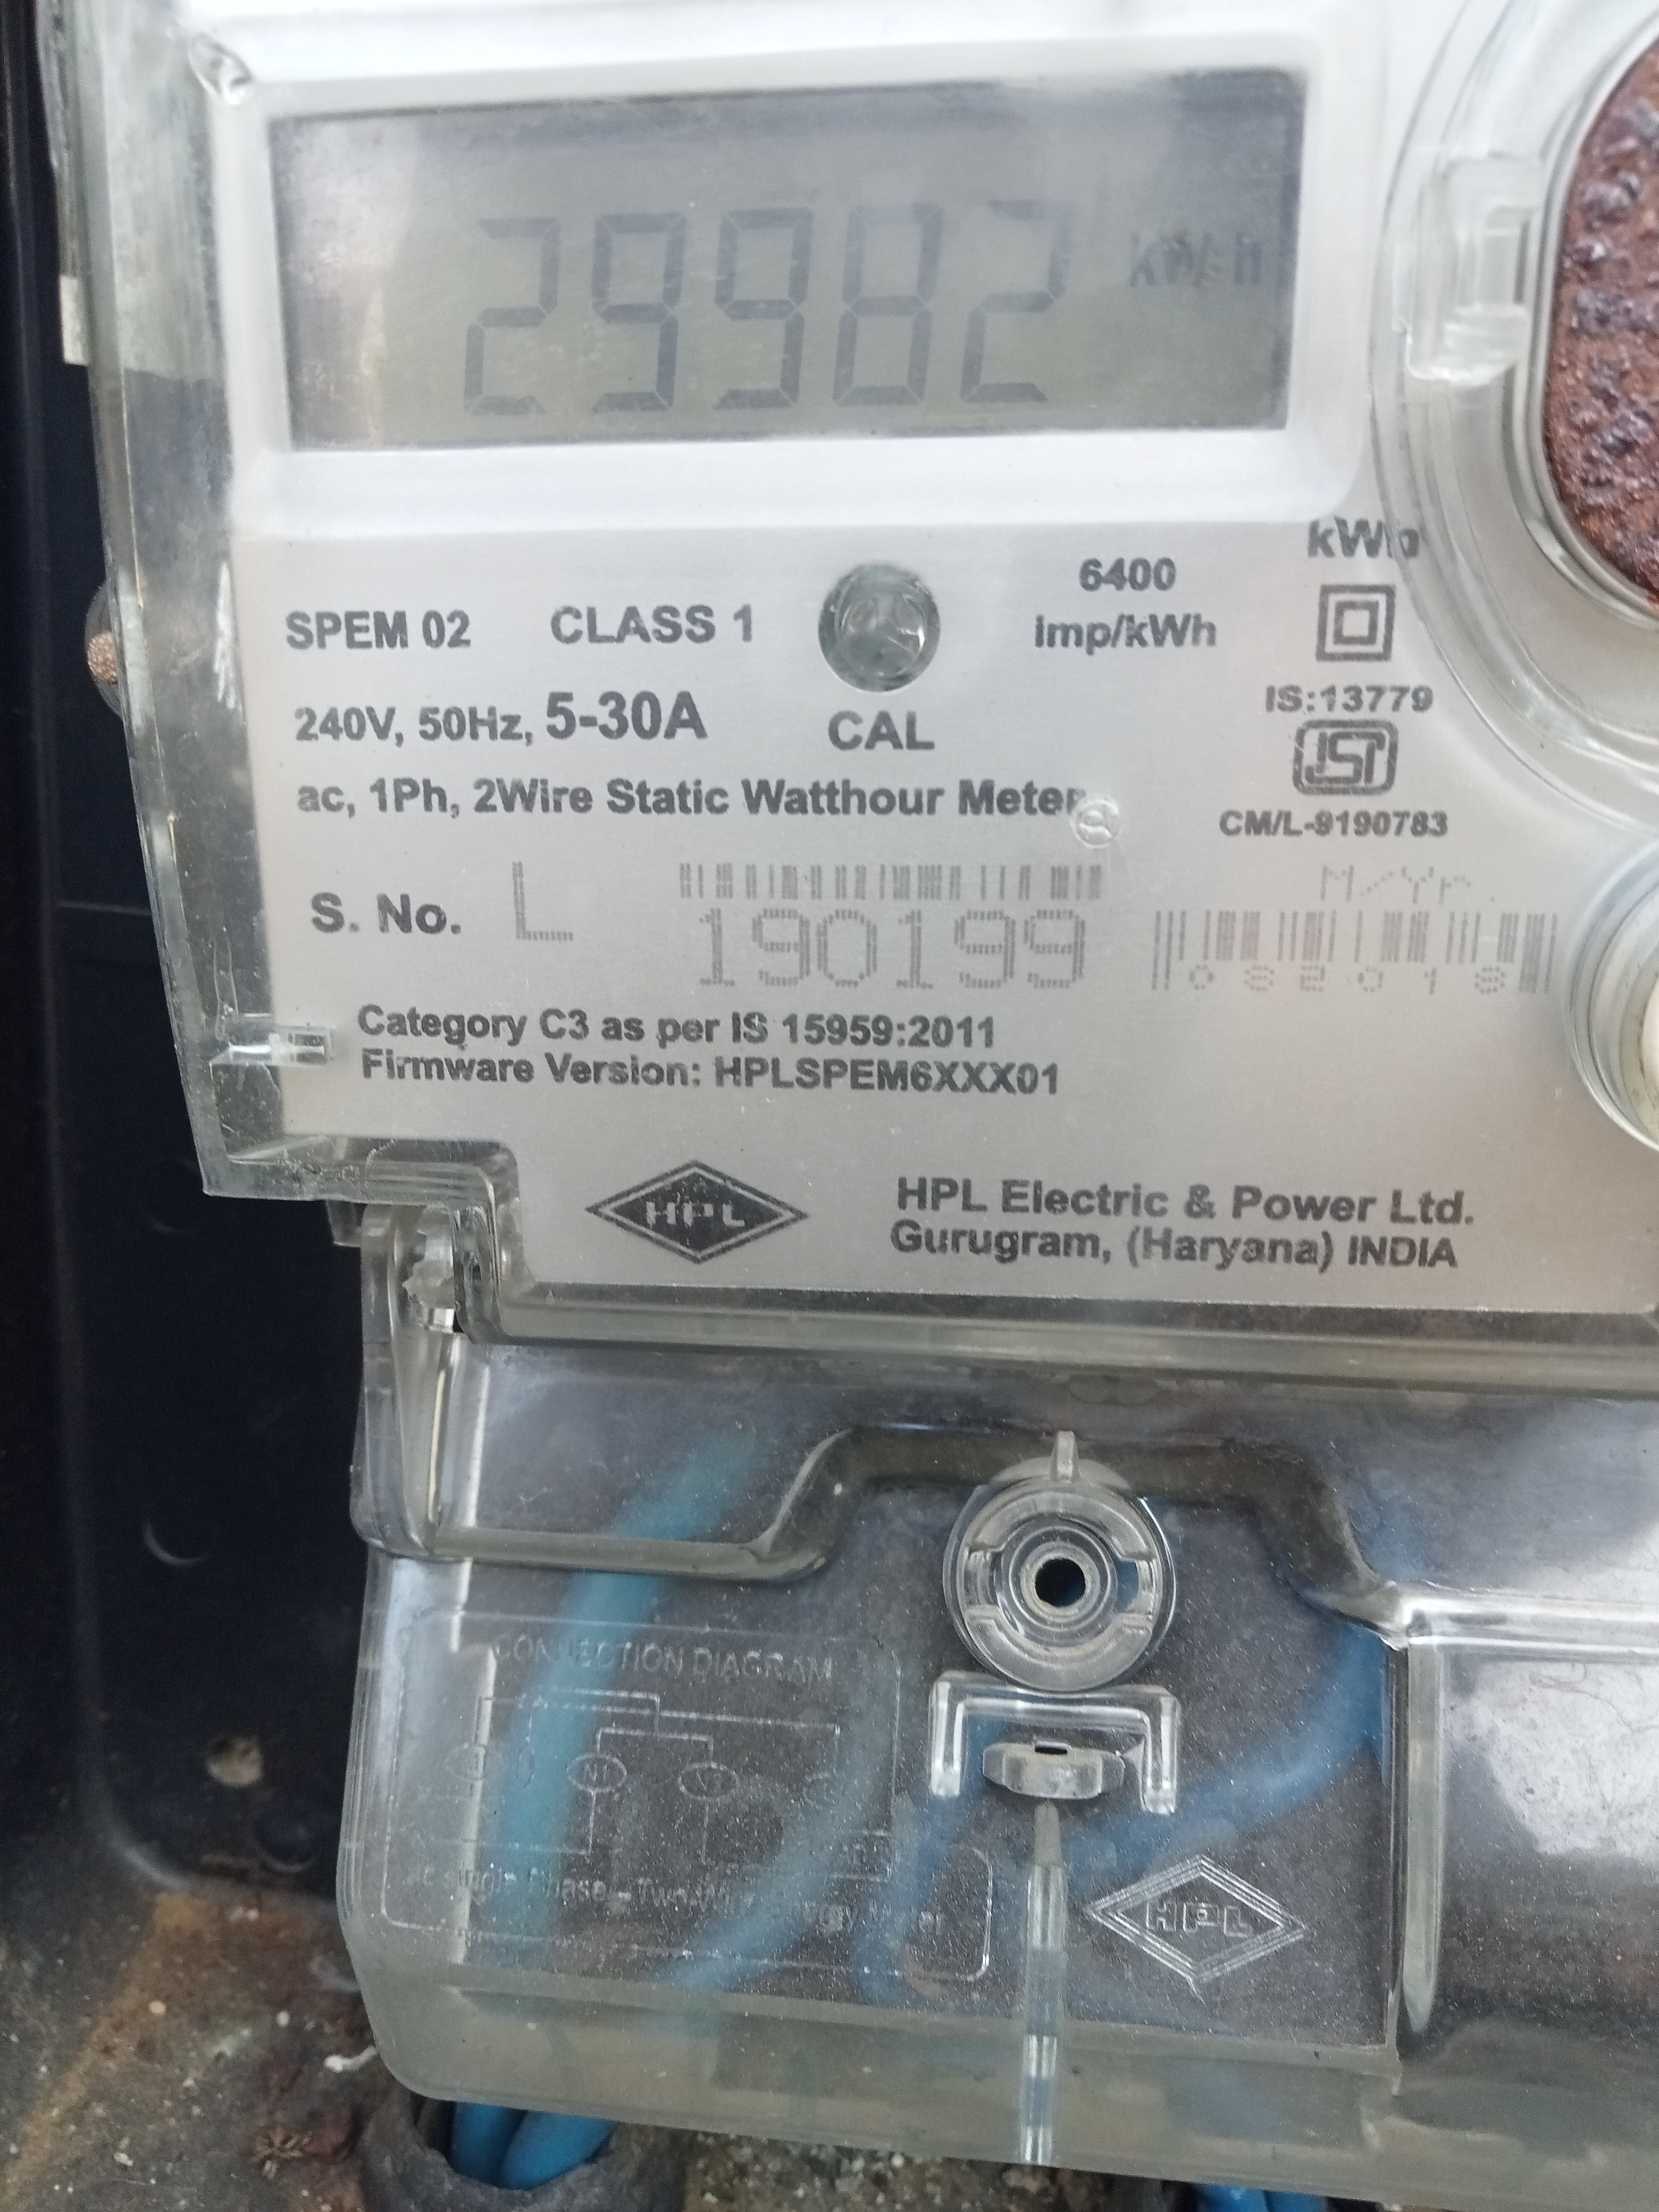 29982 kWh
kWh
6400
imp/kWh
SPEM 02 CLASS 1
240V, 50Hz, 5-30A
CAL
IS:13779
ISI
ac, 1Ph, 2Wire Static Watthour Meter
CM/L-9190783
M/Yr.
S. No. L 190199
Category C3 as per IS 15959:2011
Firmware Version: HPLSPEM6XXX01
HPL
HPL Electric & Power Ltd.
Gurugram, (Haryana) INDIA
CONNECTION DIAGRAM
HPL